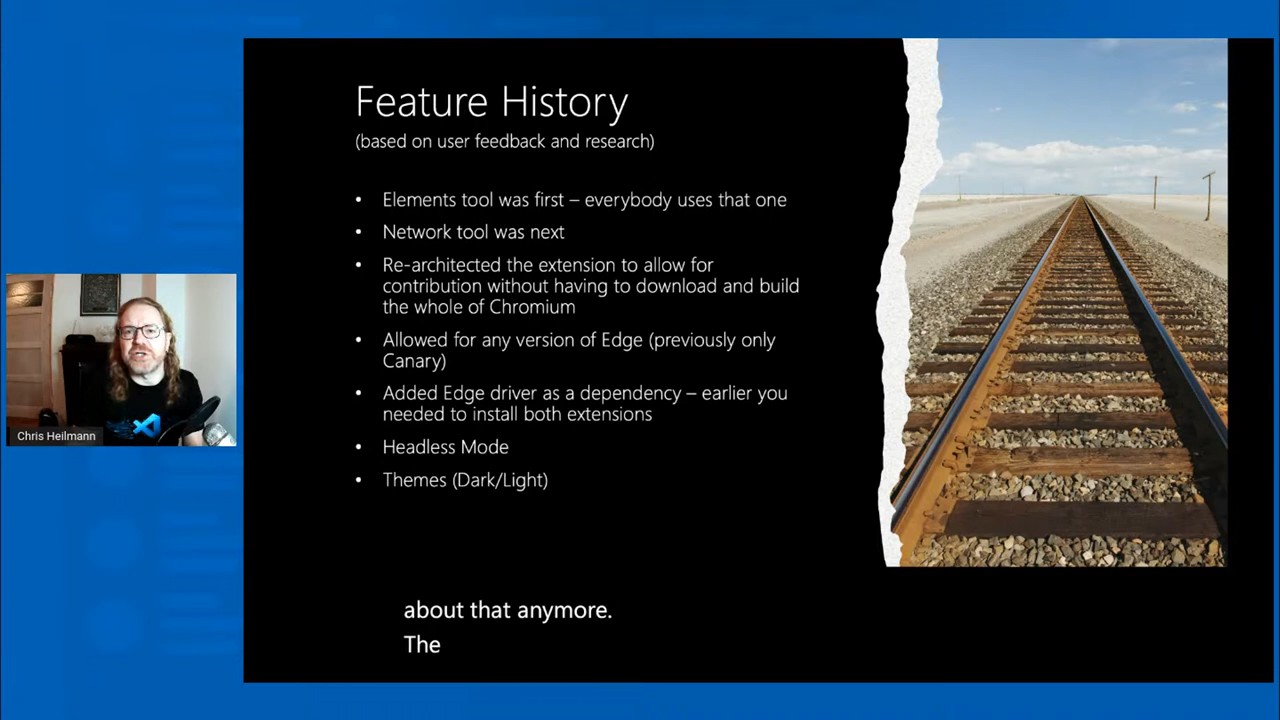 Feature History
(based on user feedback and research)
• Elements tool was first – everybody uses that one
• Network tool was next
• Re-architected the extension to allow for
contribution without having to download and build
the whole of Chromium
• Allowed for any version of Edge (previously only
Canary)
• Added Edge driver as a dependency – earlier you
needed to install both extensions
• Headless Mode
• Themes (Dark/Light)
Chris Heilmann
about that anymore.
The